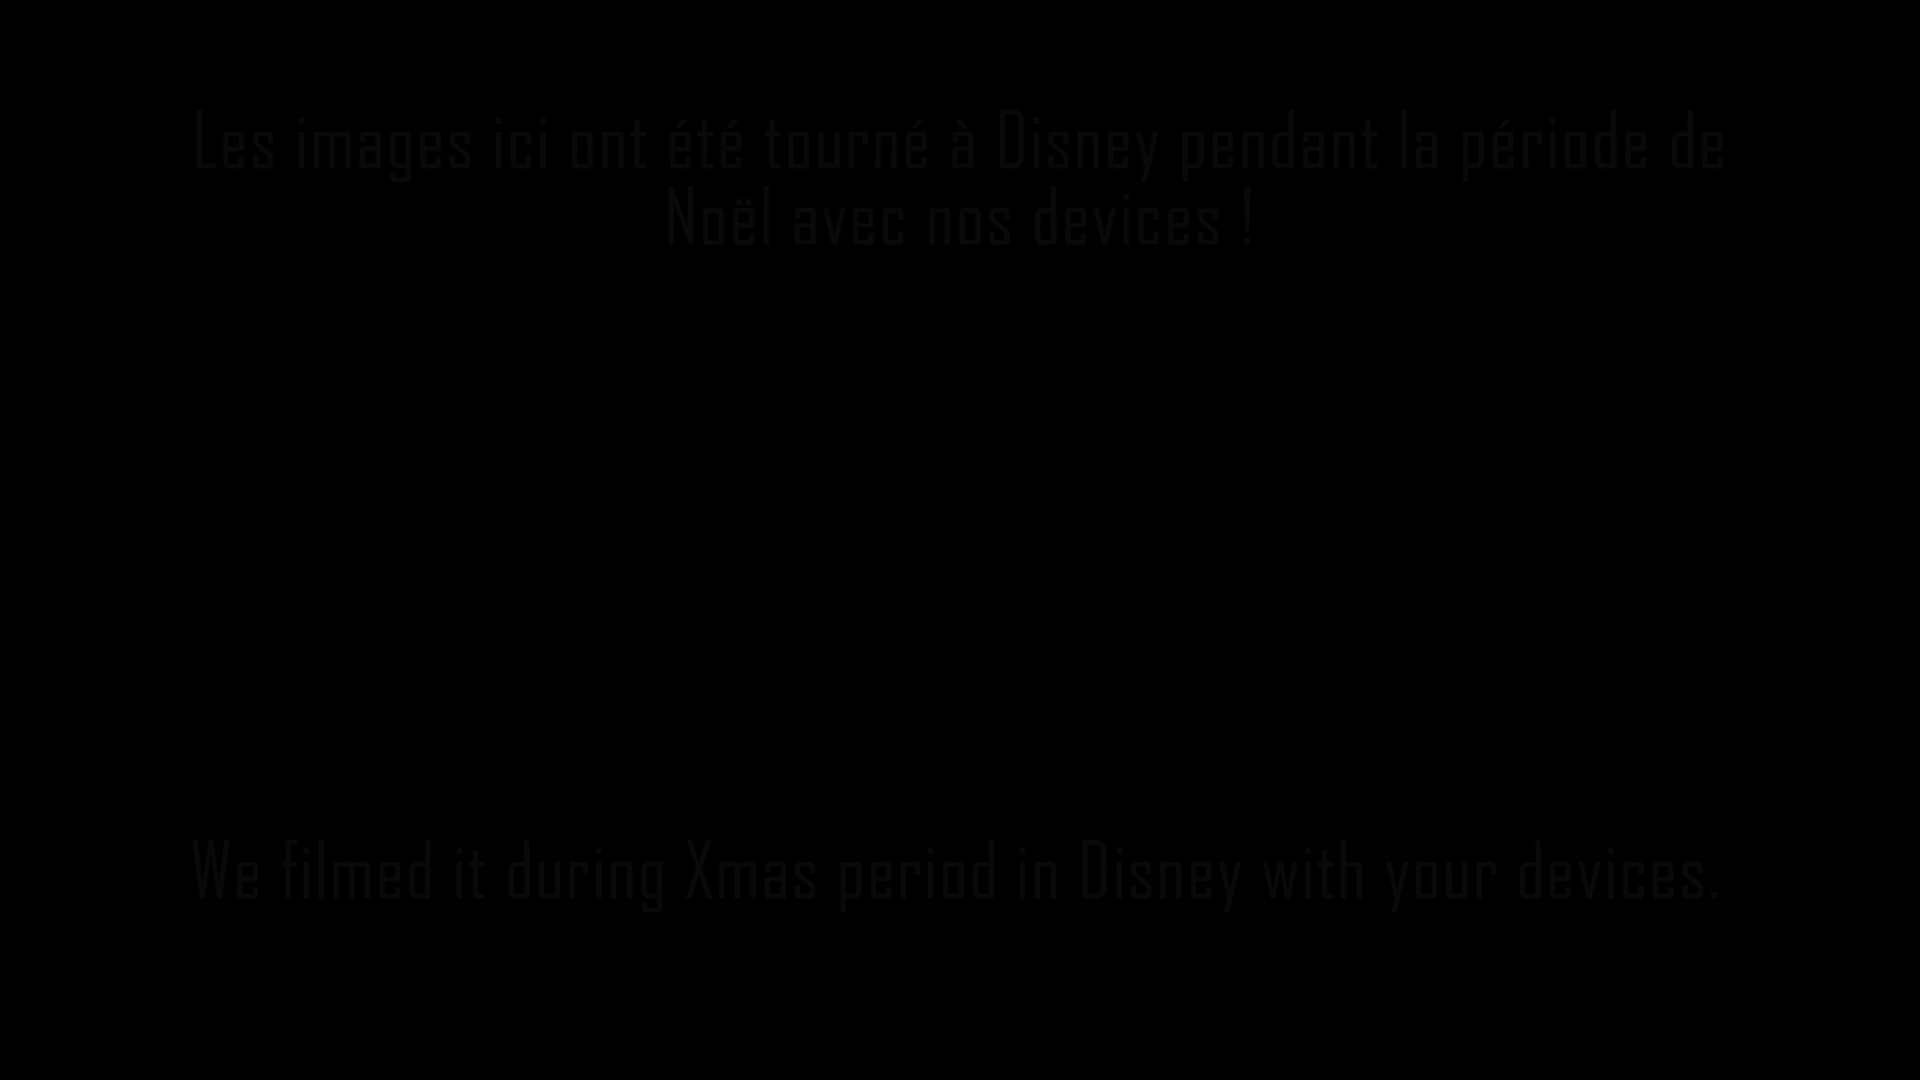 Les images ici ont été tourné à Disney pendant la période de
Noël avec nos devices !
We filmed it during Xmas period in Disney with your devices.